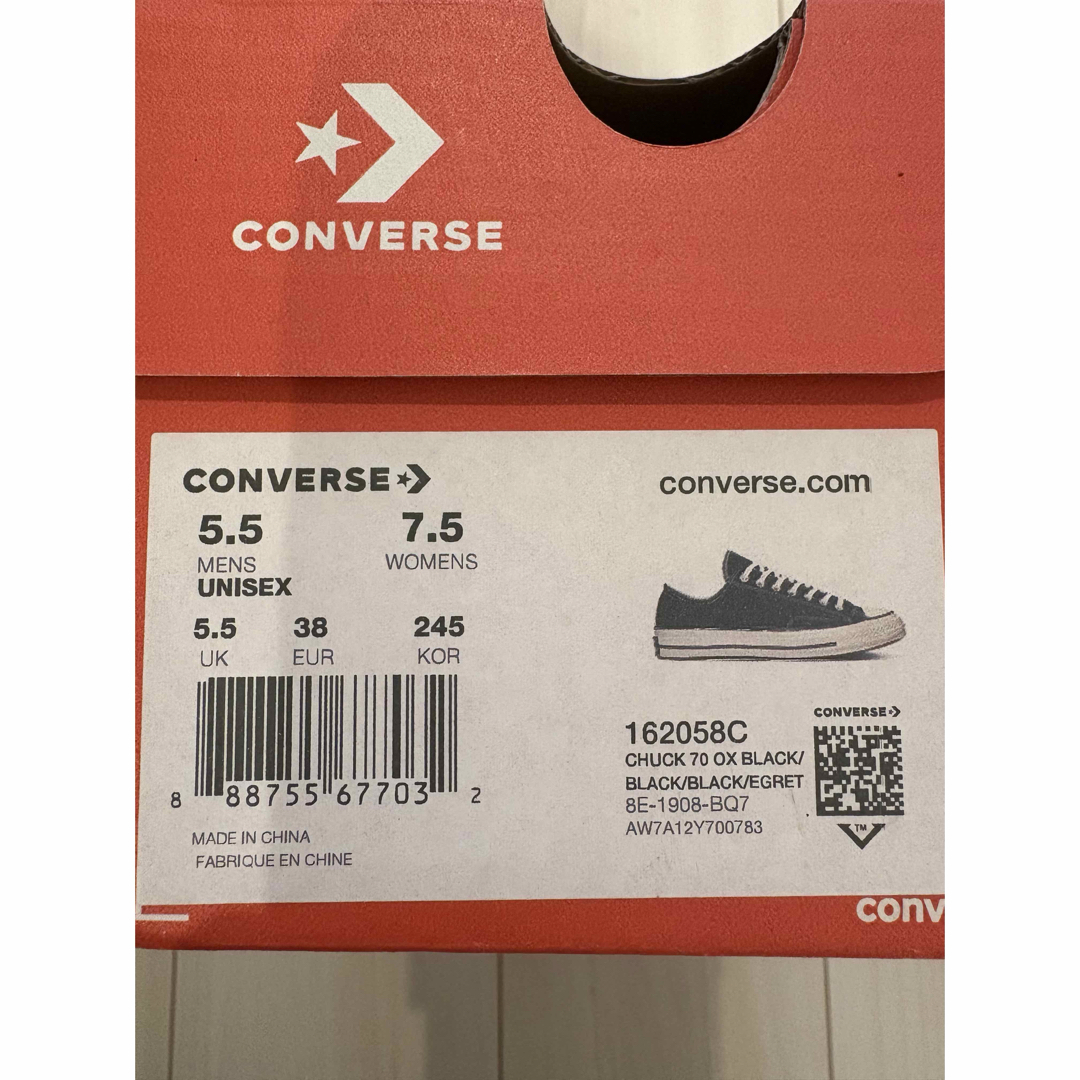 CONVERSE
CONVERSE
converse.com
5.5
7.5
MENS
WOMENS
UNISEX
5.5
38
245
UK
EUR
KOR
8 88755 67703 2
MADE IN CHINA
FABRIQUE EN CHINE
162058C
CHUCK 70 OX BLACK/
BLACK/BLACK/EGRET
8E-1908-BQ7
AW7A12Y700783
CONVERSE
TM
conv